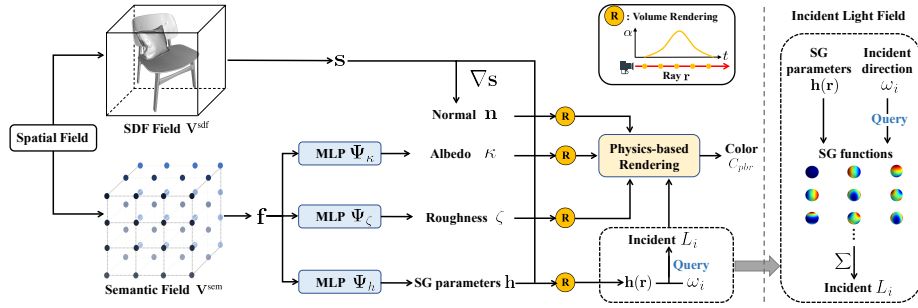 R : Volume Rendering
α
t
Ray r
Incident Light Field
SG parameters h(r)
Incident direction ω_i
Query
SG functions
Σ
Incident L_i
Spatial Field
SDF Field V^sdf
s
∇s
Normal n
R
MLP Ψ_κ
Albedo κ
R
Physics-based
Rendering
Color
C_pbr
f
MLP Ψ_ζ
Roughness ζ
R
Semantic Field V^sem
MLP Ψ_h
SG parameters h
R
Incident L_i
Query
h(r)
ω_i